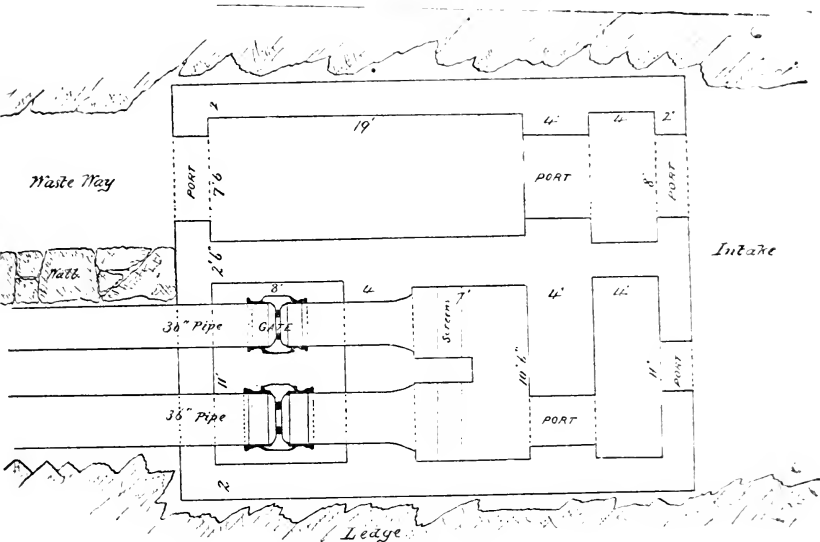 2
19'
4'
4
2'
Waste Way
PORT
7'6
PORT
8'
PORT
Intake
Wall
2'6"
8'
4
7'
4'
4'
36" Pipe
GATE
Screens
11'
10'6"
11'
PORT
36" Pipe
PORT
2'
Ledge